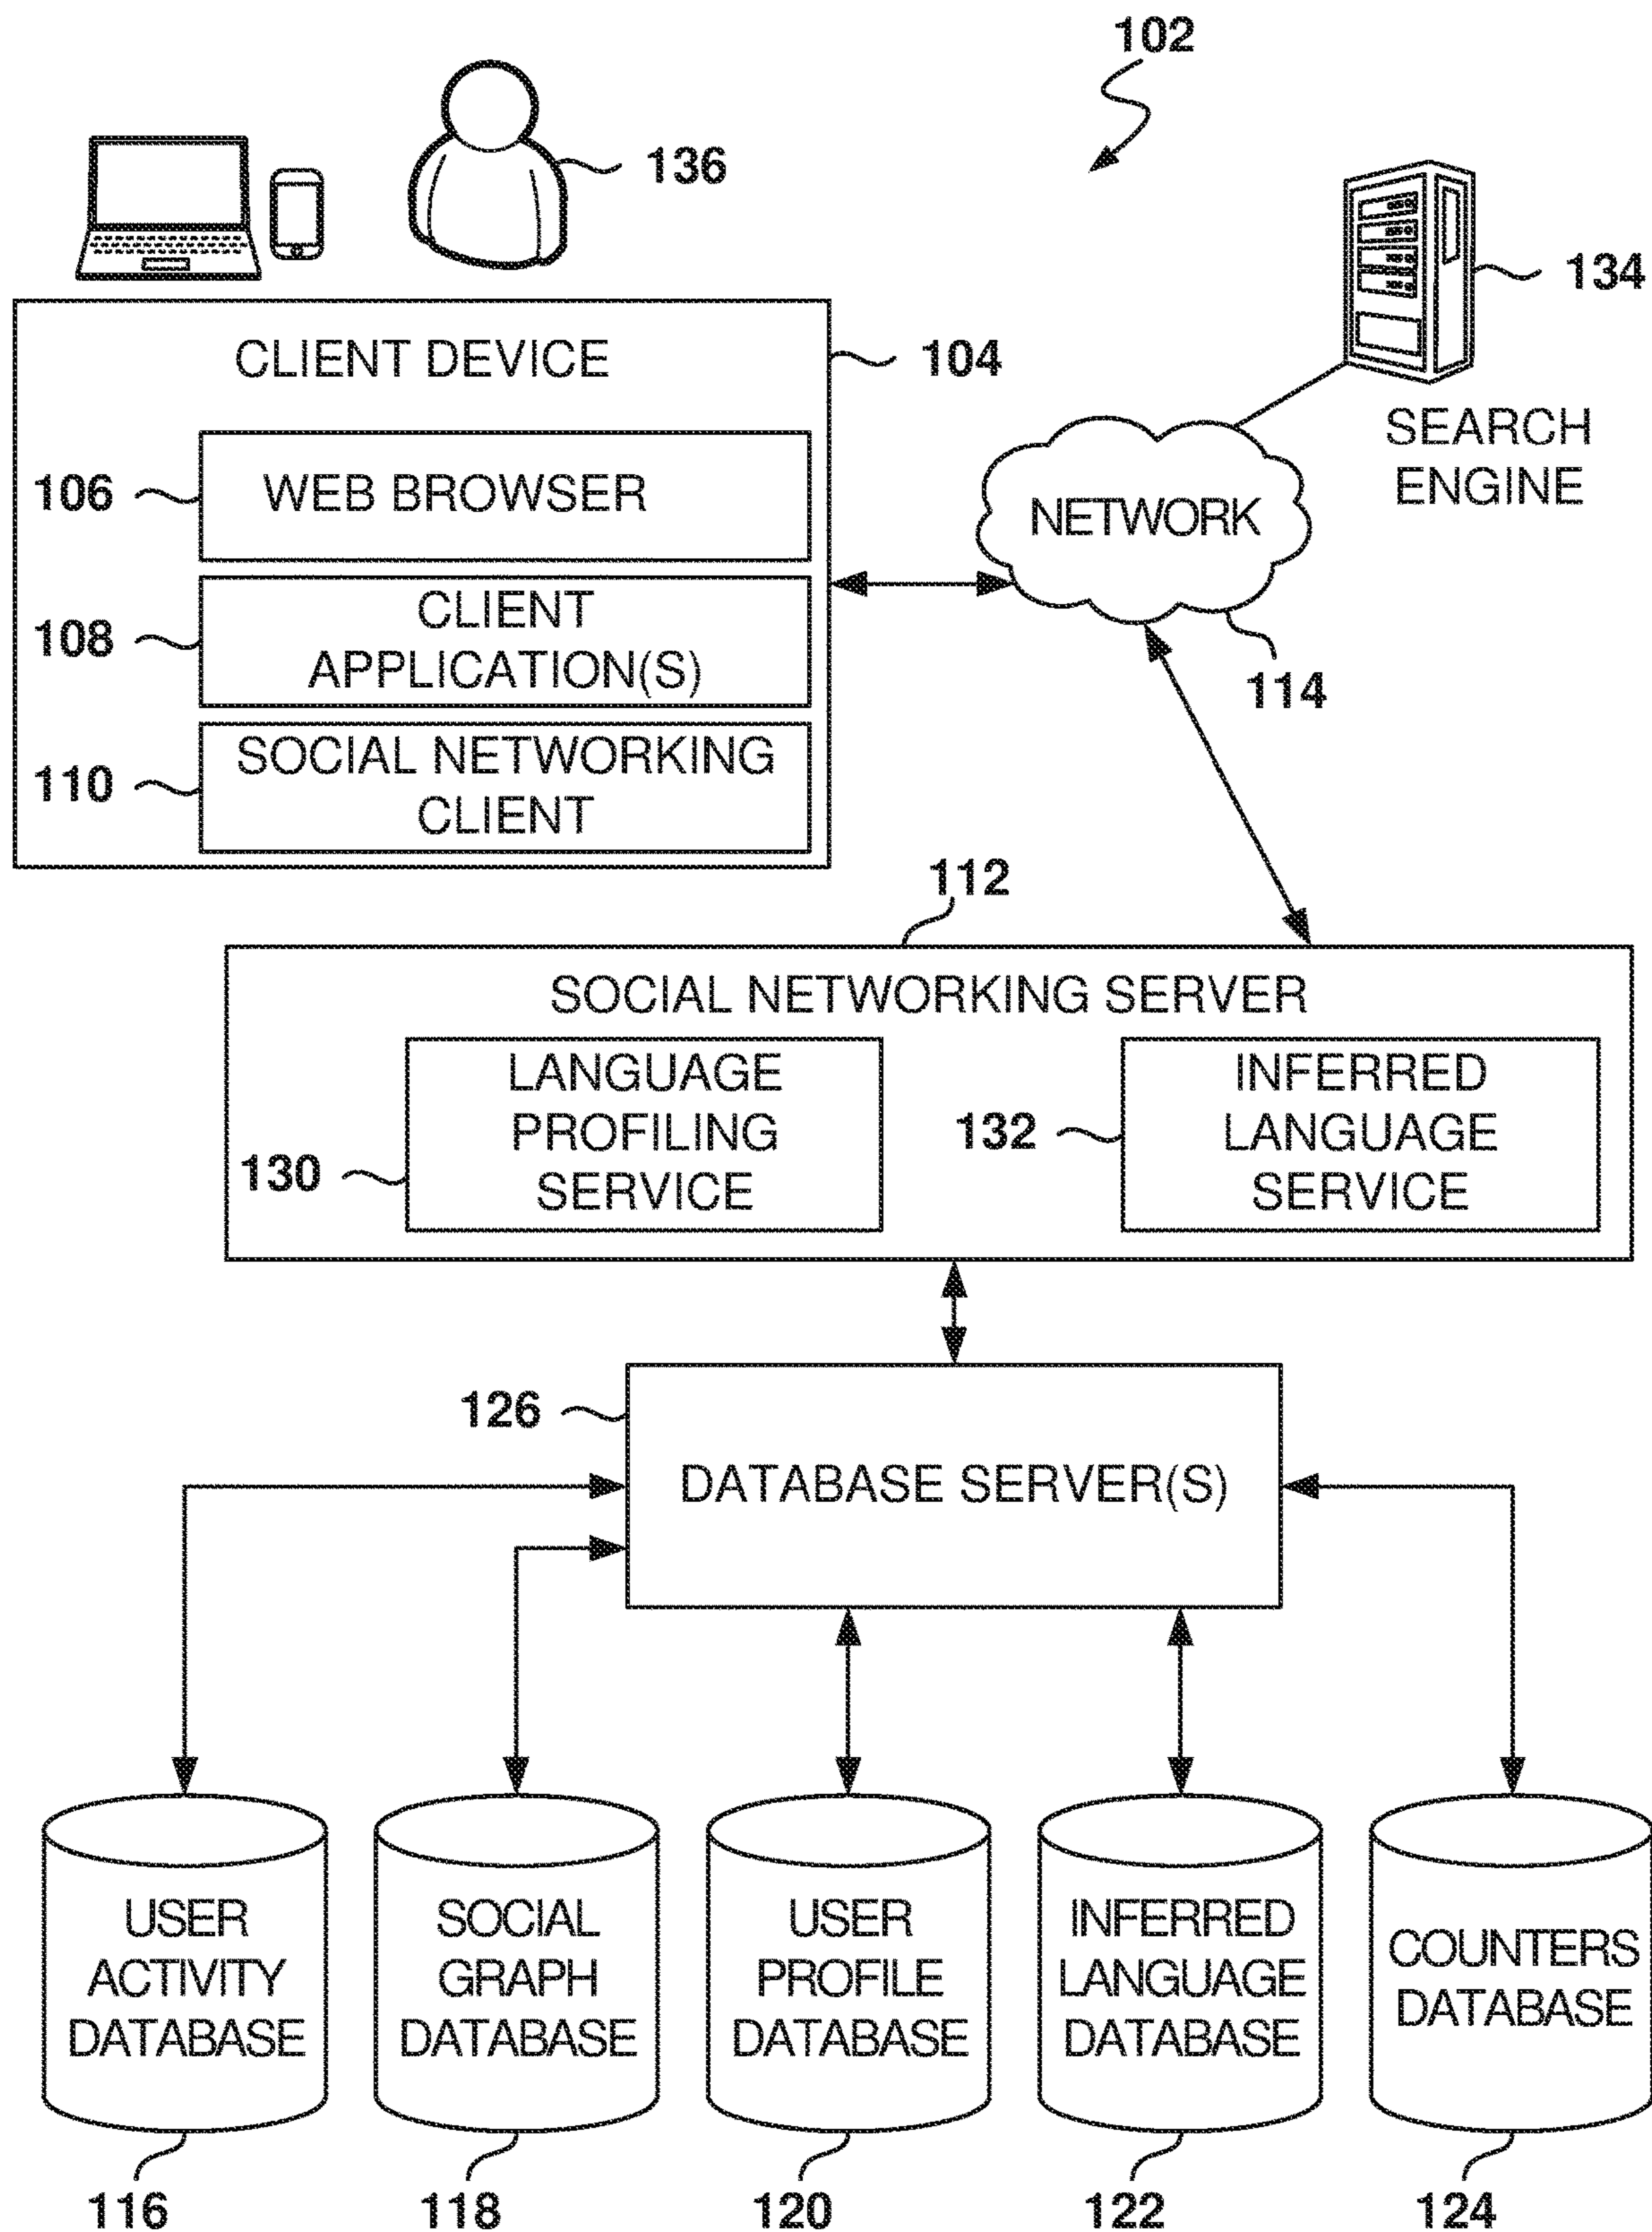 102
136
134
CLIENT DEVICE
104
SEARCH
ENGINE
106
WEB BROWSER
NETWORK
108
CLIENT
APPLICATION(S)
114
110
SOCIAL NETWORKING
CLIENT
112
SOCIAL NETWORKING SERVER
130
LANGUAGE
PROFILING
SERVICE
132
INFERRED
LANGUAGE
SERVICE
126
DATABASE SERVER(S)
USER
ACTIVITY
DATABASE
SOCIAL
GRAPH
DATABASE
USER
PROFILE
DATABASE
INFERRED
LANGUAGE
DATABASE
COUNTERS
DATABASE
116
118
120
122
124